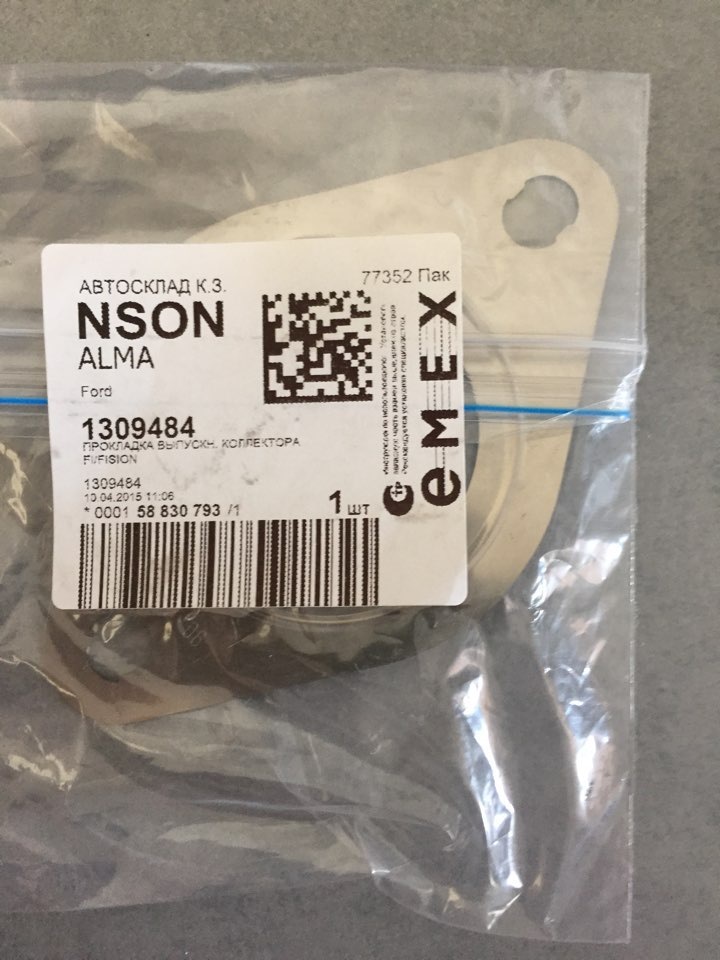 77352 Пак
АВТОСКЛАД К.З.
NSON
ALMA
Ford
1309484
ПРОКЛАДКА ВЫПУСКН. КОЛЛЕКТОРА
1309484
10.04.2015 11:06
* 0001 58 830 793 /1
1 шт
emex